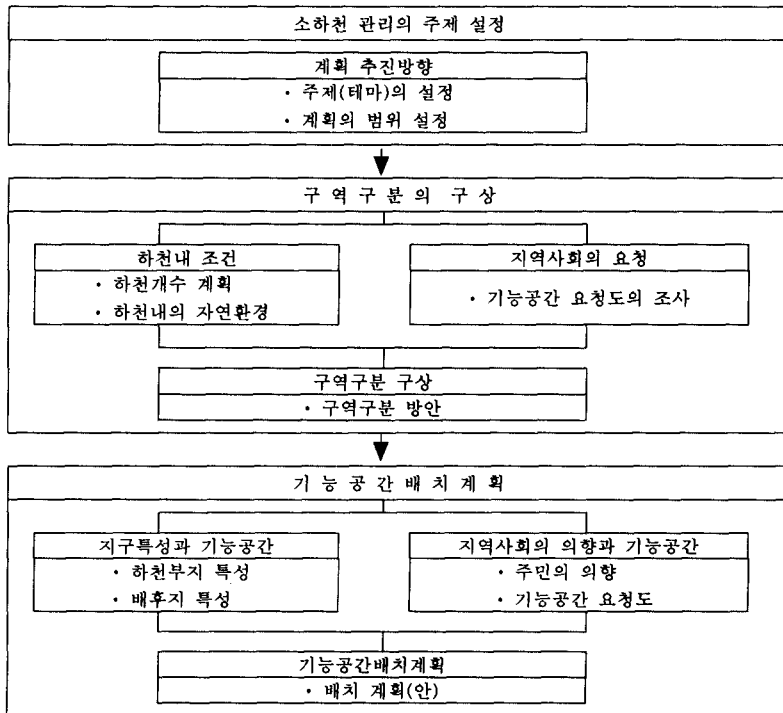 소하천 관리의 주제 설정
계획 추진방향
· 주제(테마)의 설정
· 계획의 범위 설정
구 역 구 분 의 구 상
하천내 조건
· 하천개수 계획
· 하천내의 자연환경
지역사회의 요청
· 기능공간 요청도의 조사
구역구분 구상
· 구역구분 방안
기 능 공 간 배 치 계 획
지구특성과 기능공간
· 하천부지 특성
· 배후지 특성
지역사회의 의향과 기능공간
· 주민의 의향
· 기능공간 요청도
기능공간배치계획
· 배치 계획(안)